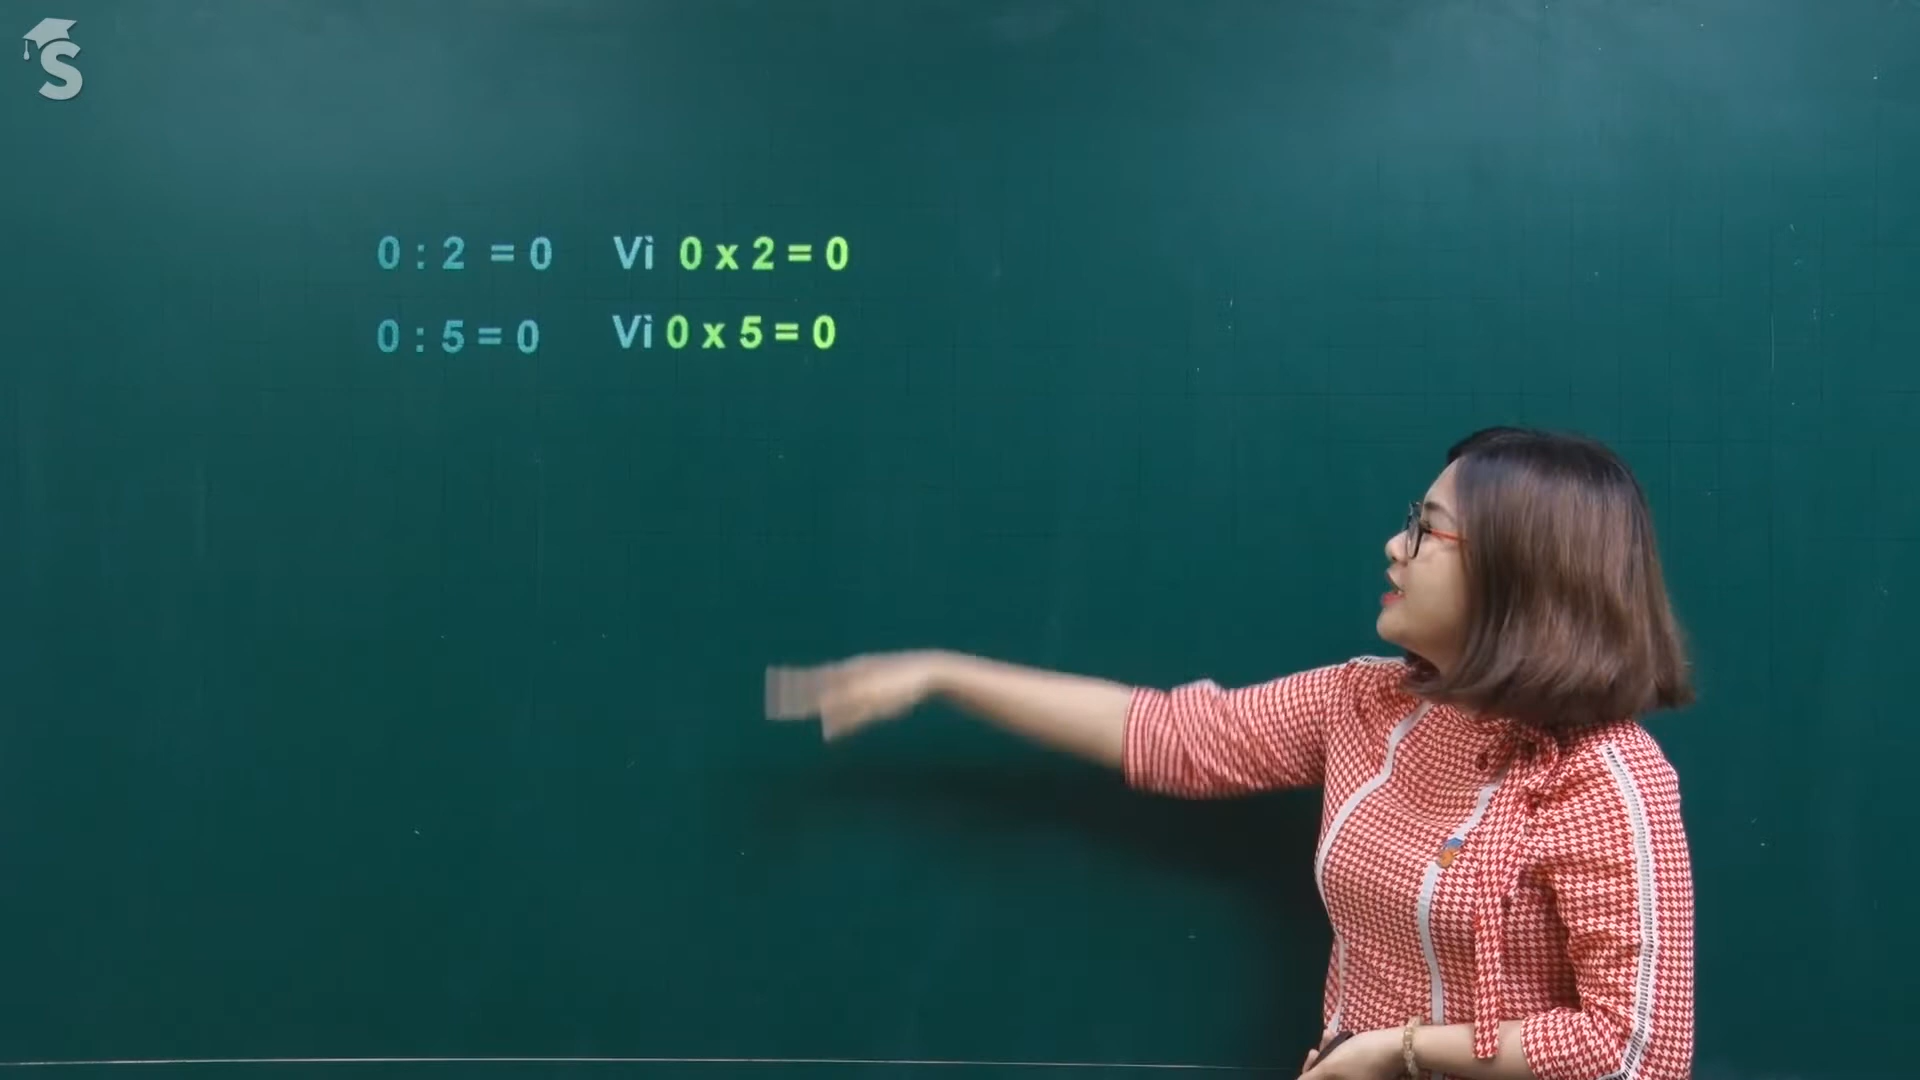 S
0 : 2 = 0 Vì 0 x 2 = 0
0 : 5 = 0 Vì 0 x 5 = 0